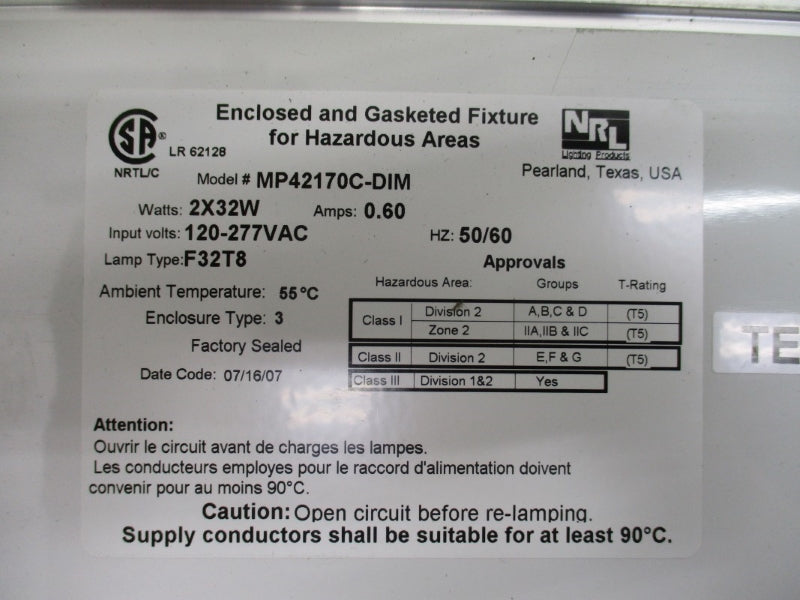 Enclosed and Gasketed Fixture
for Hazardous Areas
SA ®
LR 62128
NRTL/C
NRL
Lighting Products
Pearland, Texas, USA
Model # MP42170C-DIM
Watts: 2X32W Amps: 0.60
Input volts: 120-277VAC HZ: 50/60
Lamp Type: F32T8
Ambient Temperature: 55°C
Enclosure Type: 3
Factory Sealed
Date Code: 07/16/07
Approvals
Hazardous Area: Groups T-Rating
Class I Division 2 A,B,C & D (T5)
Zone 2 IIA,IIB & IIC (T5)
Class II Division 2 E,F & G (T5)
Class III Division 1&2 Yes
TE
Attention:
Ouvrir le circuit avant de charges les lampes.
Les conducteurs employes pour le raccord d'alimentation doivent
convenir pour au moins 90°C.
Caution: Open circuit before re-lamping.
Supply conductors shall be suitable for at least 90°C.